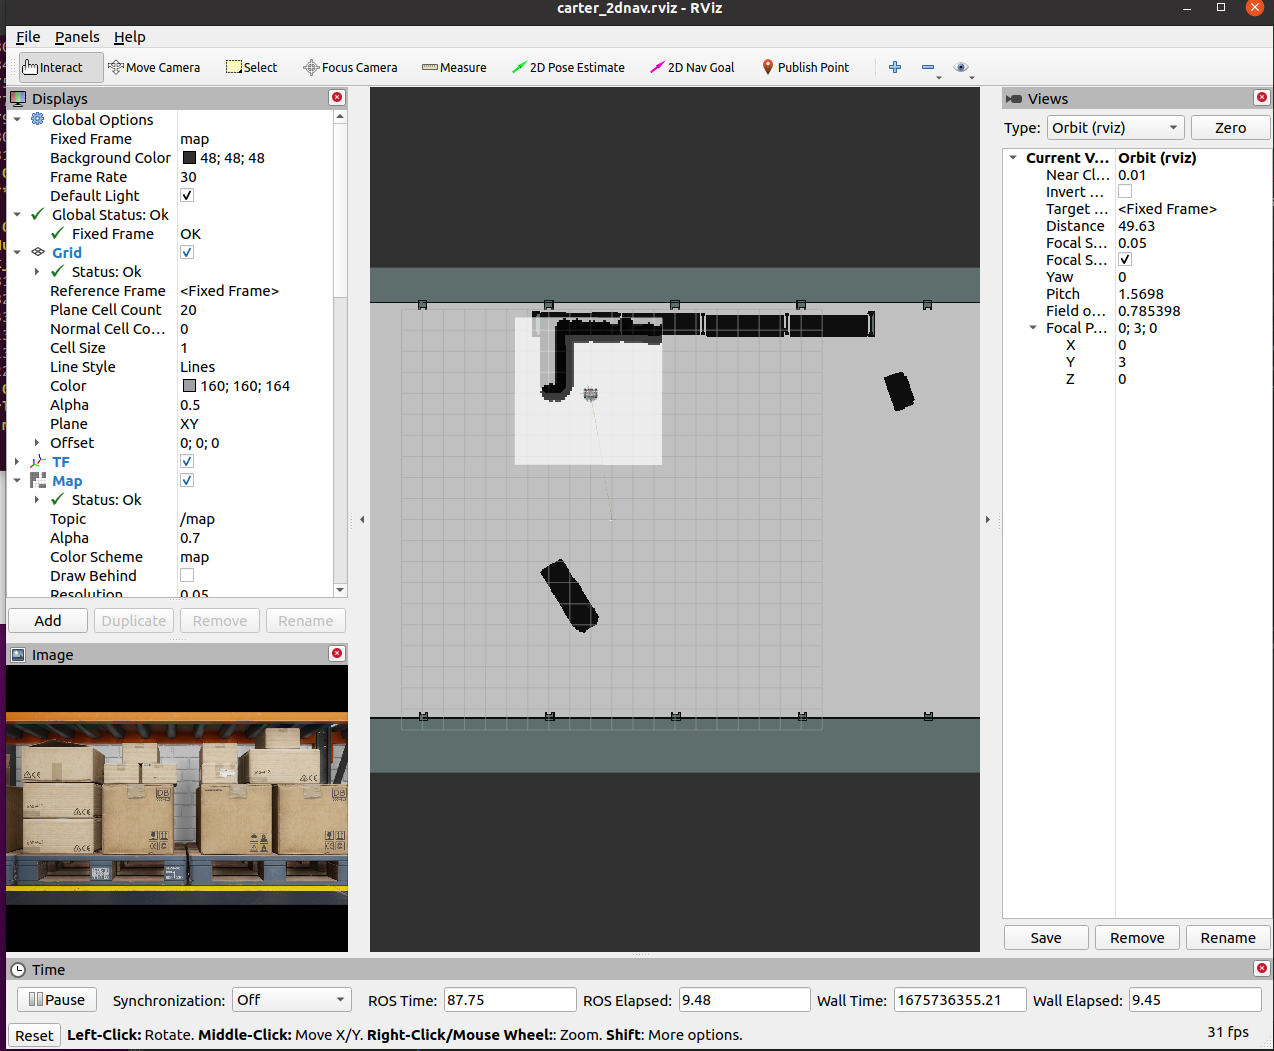 carter_2dnav.rviz - RViz
File Panels Help
Interact Move Camera Select Focus Camera Measure 2D Pose Estimate 2D Nav Goal Publish Point
Displays
Global Options
Fixed Frame map
Background Color 48; 48; 48
Frame Rate 30
Default Light
Global Status: Ok
Fixed Frame OK
Grid
Status: Ok
Reference Frame <Fixed Frame>
Plane Cell Count 20
Normal Cell Co... 0
Cell Size 1
Line Style Lines
Color 160; 160; 164
Alpha 0.5
Plane XY
Offset 0; 0; 0
TF
Map
Status: Ok
Topic /map
Alpha 0.7
Color Scheme map
Draw Behind
Resolution 0.05
Add Duplicate Remove Rename
Image
Views
Type: Orbit (rviz) Zero
Current V... Orbit (rviz)
Near Cl... 0.01
Invert ...
Target ... <Fixed Frame>
Distance 49.63
Focal S... 0.05
Focal S...
Yaw 0
Pitch 1.5698
Field o... 0.785398
Focal P... 0; 3; 0
X 0
Y 3
Z 0
Save Remove Rename
Time
Pause Synchronization: Off ROS Time: 87.75 ROS Elapsed: 9.48 Wall Time: 1675736355.21 Wall Elapsed: 9.45
Reset Left-Click: Rotate. Middle-Click: Move X/Y. Right-Click/Mouse Wheel:: Zoom. Shift: More options. 31 fps